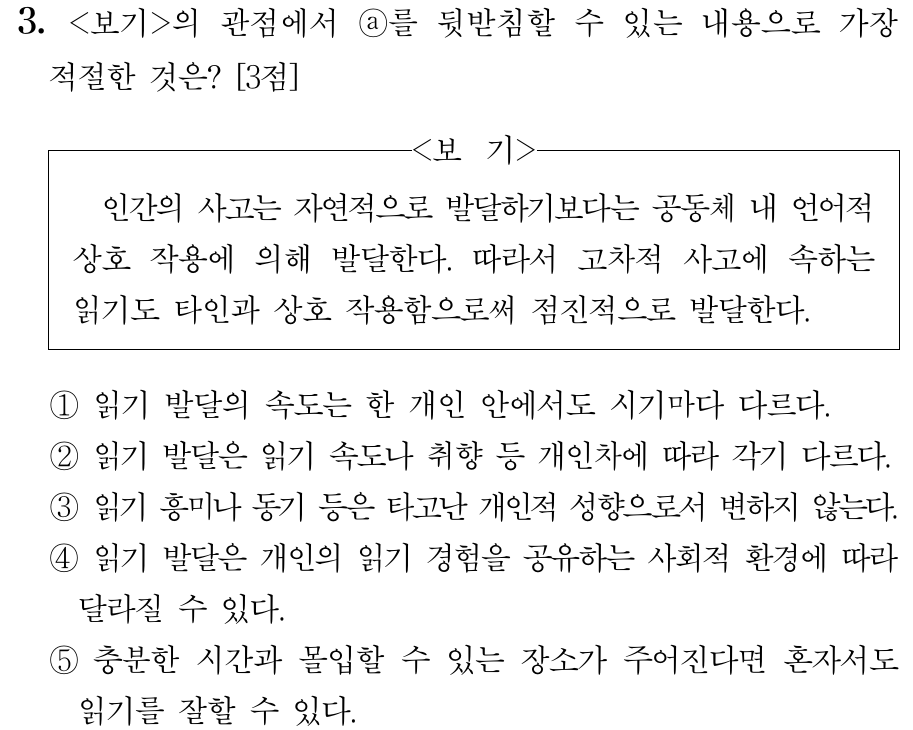 3. <보기>의 관점에서 ⓐ를 뒷받침할 수 있는 내용으로 가장
적절한 것은? [3점]
<보 기>
인간의 사고는 자연적으로 발달하기보다는 공동체 내 언어적
상호 작용에 의해 발달한다. 따라서 고차적 사고에 속하는
읽기도 타인과 상호 작용함으로써 점진적으로 발달한다.
① 읽기 발달의 속도는 한 개인 안에서도 시기마다 다르다.
② 읽기 발달은 읽기 속도나 취향 등 개인차에 따라 각기 다르다.
③ 읽기 흥미나 동기 등은 타고난 개인적 성향으로서 변하지 않는다.
④ 읽기 발달은 개인의 읽기 경험을 공유하는 사회적 환경에 따라
달라질 수 있다.
⑤ 충분한 시간과 몰입할 수 있는 장소가 주어진다면 혼자서도
읽기를 잘할 수 있다.